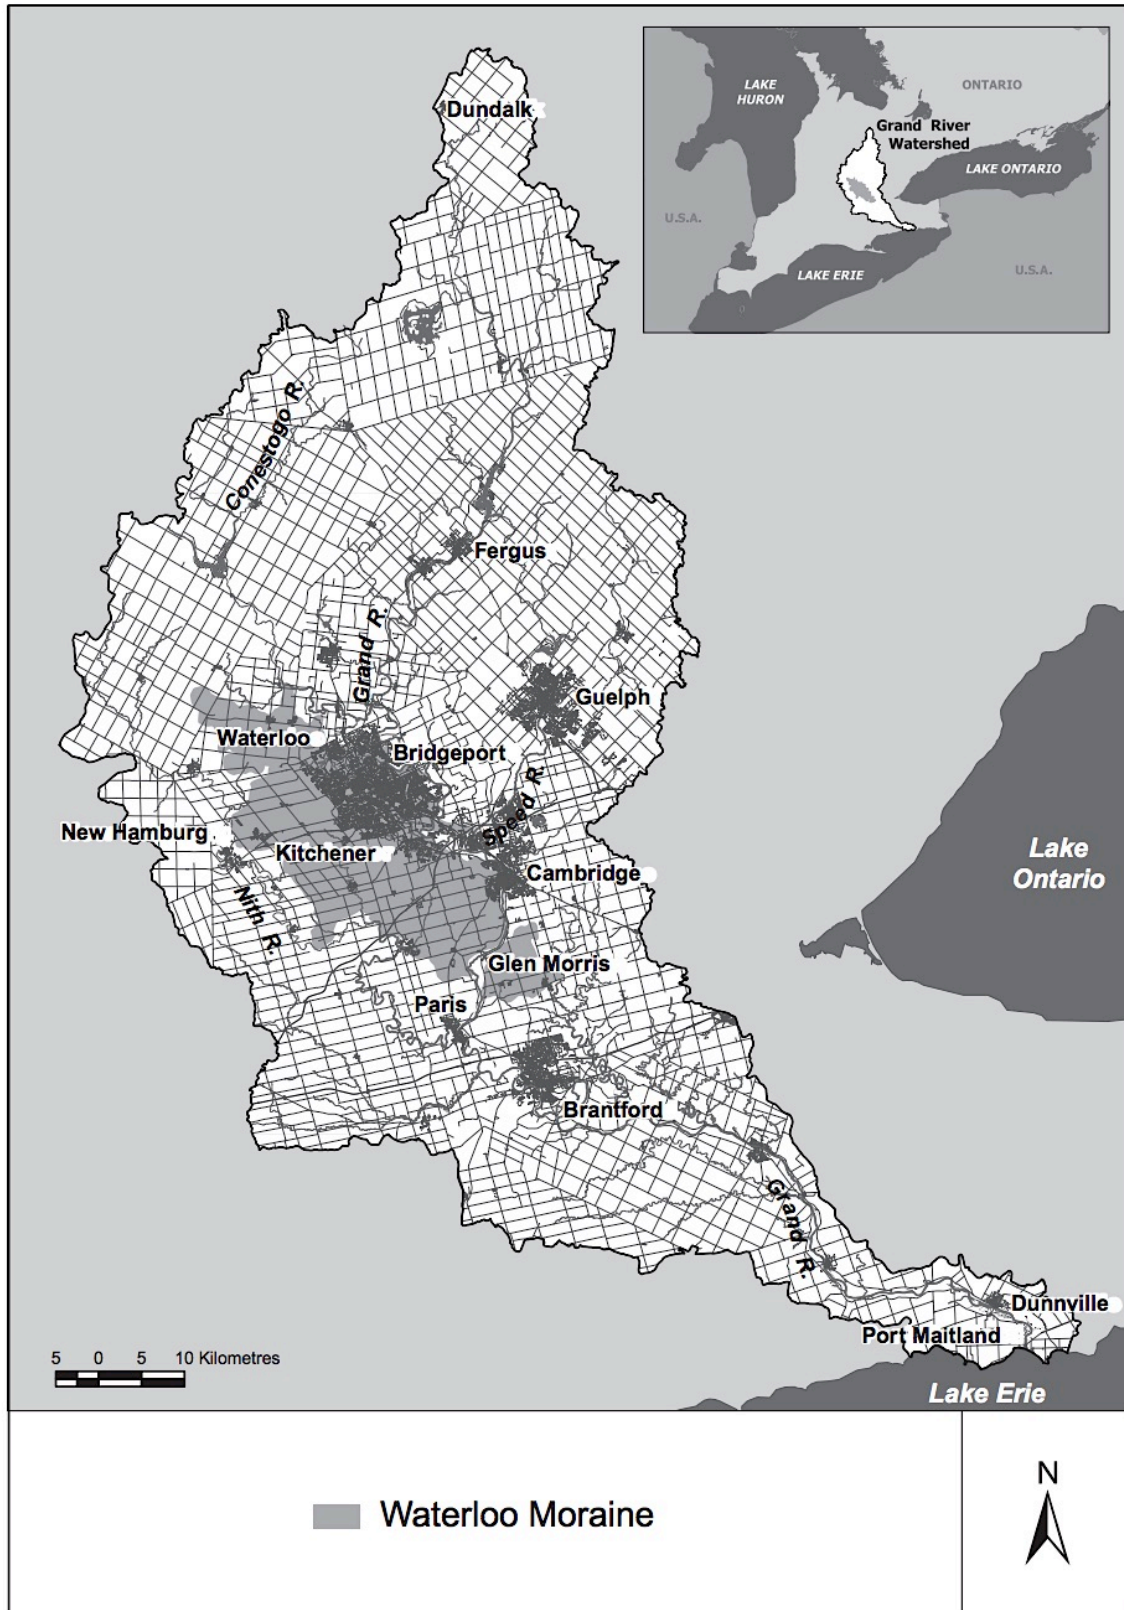 LAKE
HURON
ONTARIO
Grand River
Watershed
LAKE ONTARIO
U.S.A.
LAKE ERIE
U.S.A.
Dundalk
Conestogo R.
Fergus
Grand R.
Guelph
Waterloo
Bridgeport
Speed R.
New Hamburg
Kitchener
Cambridge
Lake
Ontario
Nith R.
Glen Morris
Paris
Brantford
Grand R.
Dunnville
Port Maitland
5 0 5 10 Kilometres
Lake Erie
N
Waterloo Moraine